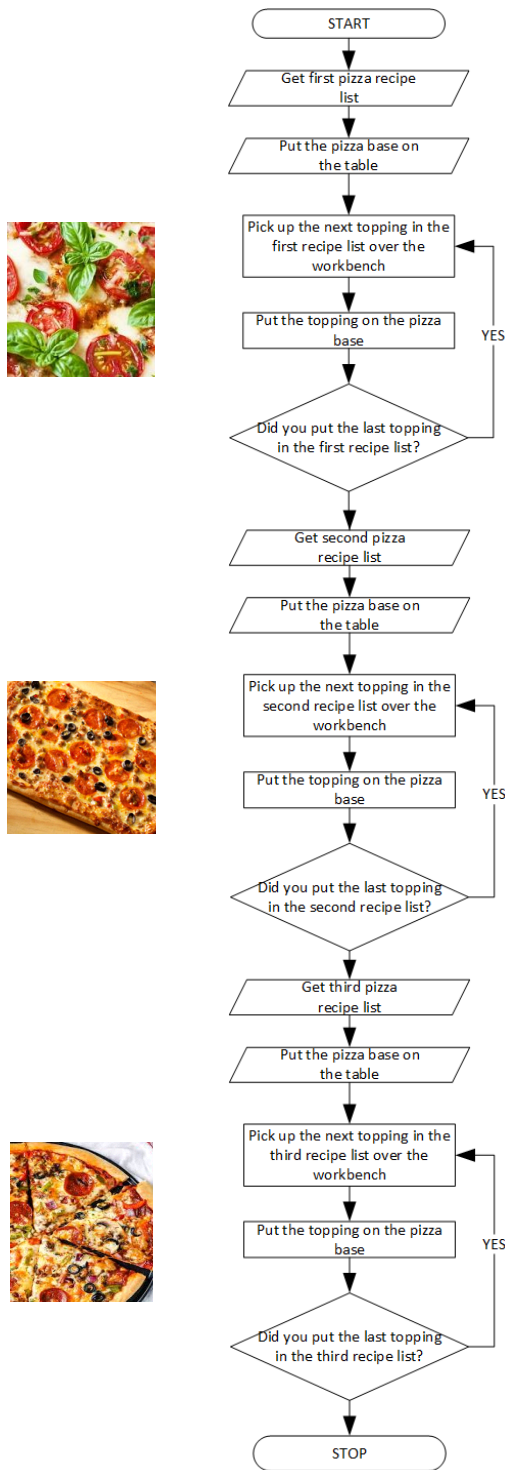 START
Get first pizza recipe
list
Put the pizza base on
the table
Pick up the next topping in the
first recipe list over the
workbench
Put the topping on the pizza
base
YES
Did you put the last topping
in the first recipe list?
Get second pizza
recipe list
Put the pizza base on
the table
Pick up the next topping in the
second recipe list over the
workbench
Put the topping on the pizza
base
YES
Did you put the last topping
in the second recipe list?
Get third pizza
recipe list
Put the pizza base on
the table
Pick up the next topping in the
third recipe list over the
workbench
Put the topping on the pizza
base
YES
Did you put the last topping
in the third recipe list?
STOP